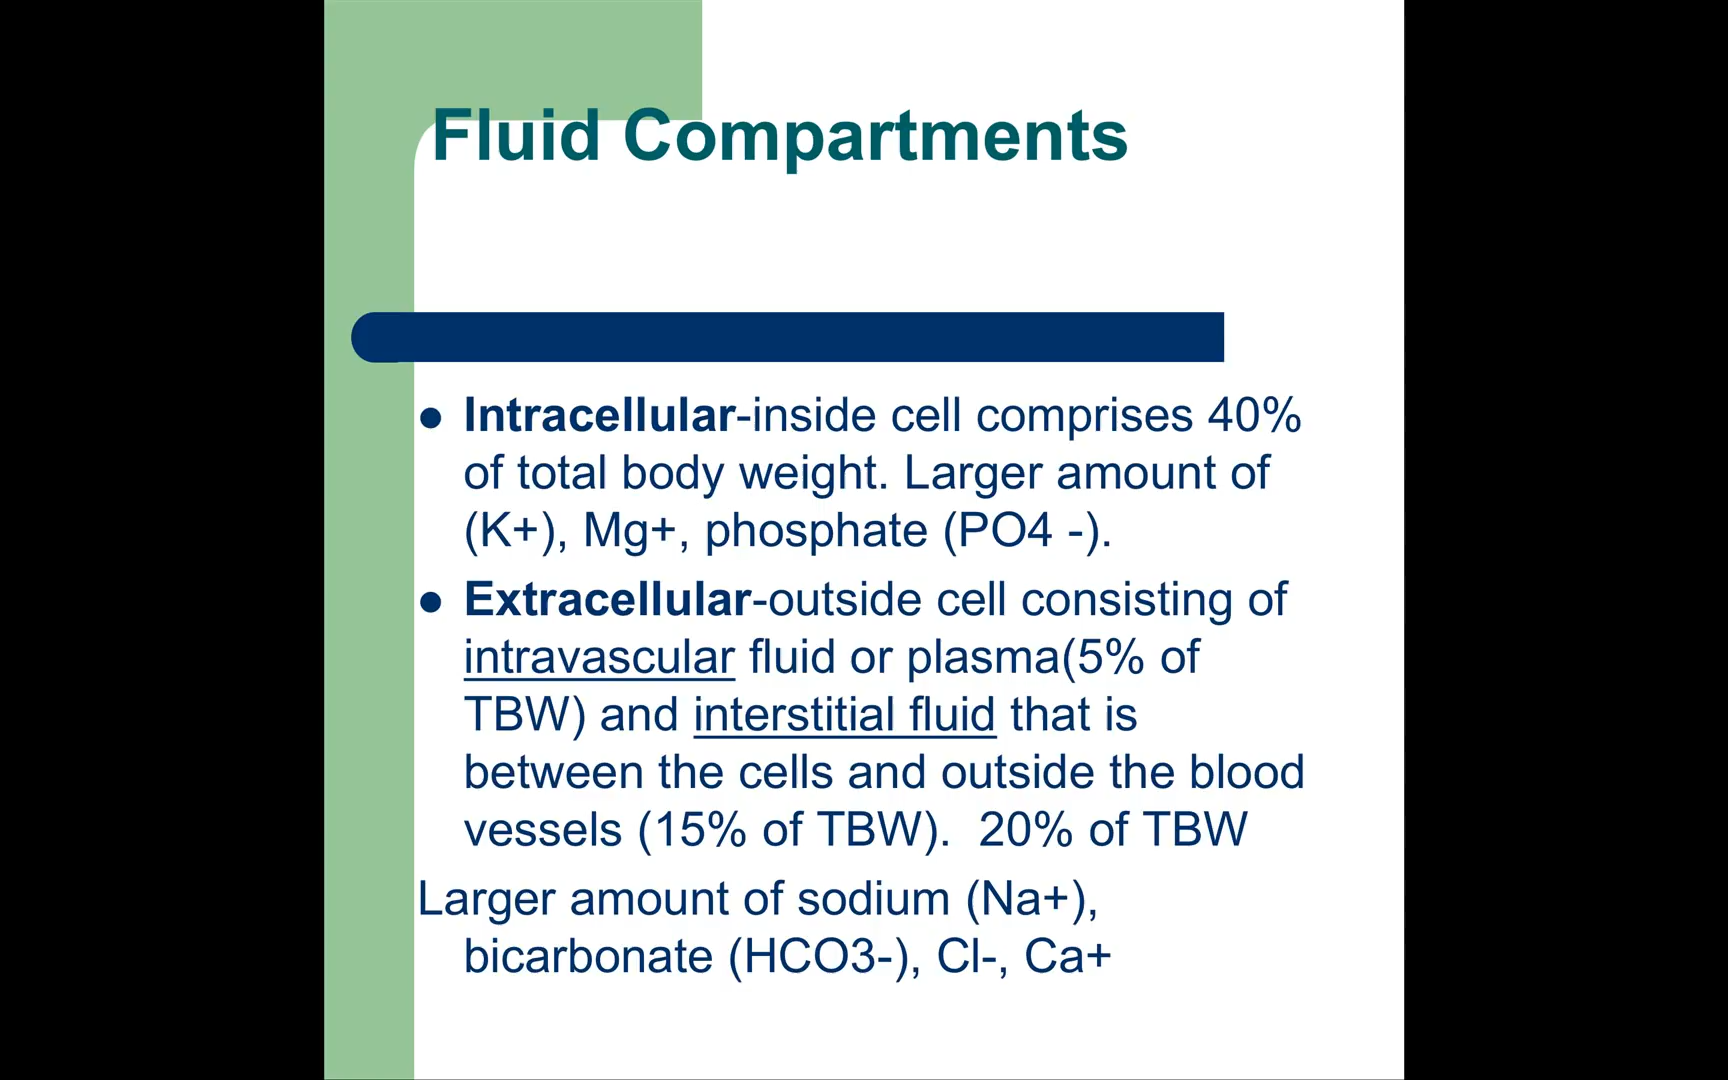 Fluid Compartments
Intracellular-inside cell comprises 40%
of total body weight. Larger amount of
(K+), Mg+, phosphate (PO4 -).
Extracellular-outside cell consisting of
intravascular fluid or plasma(5% of
TBW) and interstitial fluid that is
between the cells and outside the blood
vessels (15% of TBW).  20% of TBW
Larger amount of sodium (Na+),
bicarbonate (HCO3-), Cl-, Ca+